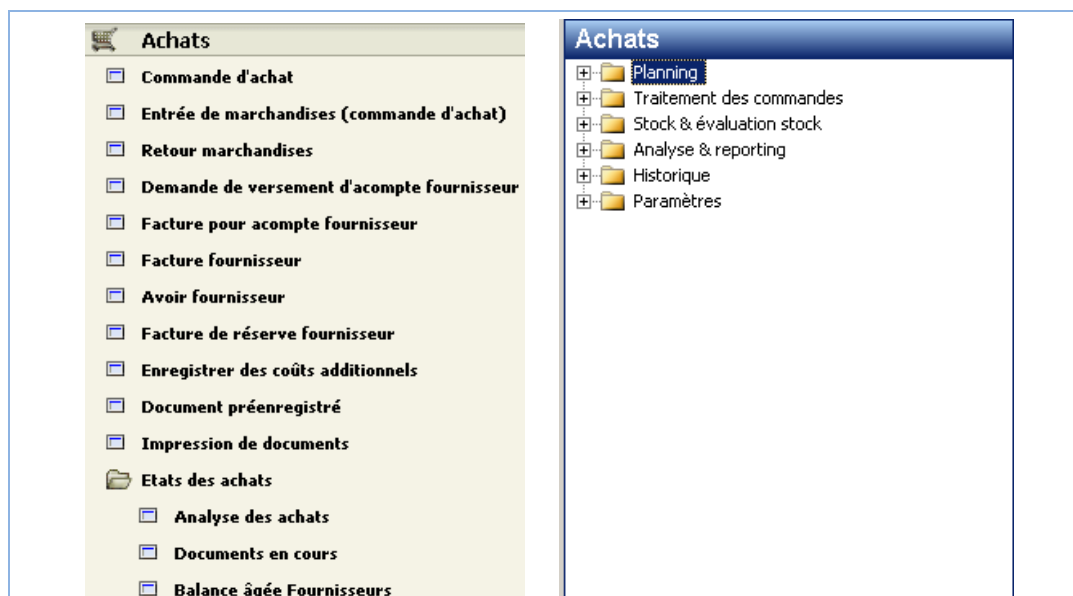 Achats
Commande d'achat
Entrée de marchandises (commande d'achat)
Retour marchandises
Demande de versement d'acompte fournisseur
Facture pour acompte fournisseur
Facture fournisseur
Avoir fournisseur
Facture de réserve fournisseur
Enregistrer des coûts additionnels
Document préenregistré
Impression de documents
Etats des achats
Analyse des achats
Documents en cours
Balance âgée Fournisseurs
Achats
Planning
Traitement des commandes
Stock & évaluation stock
Analyse & reporting
Historique
Paramètres